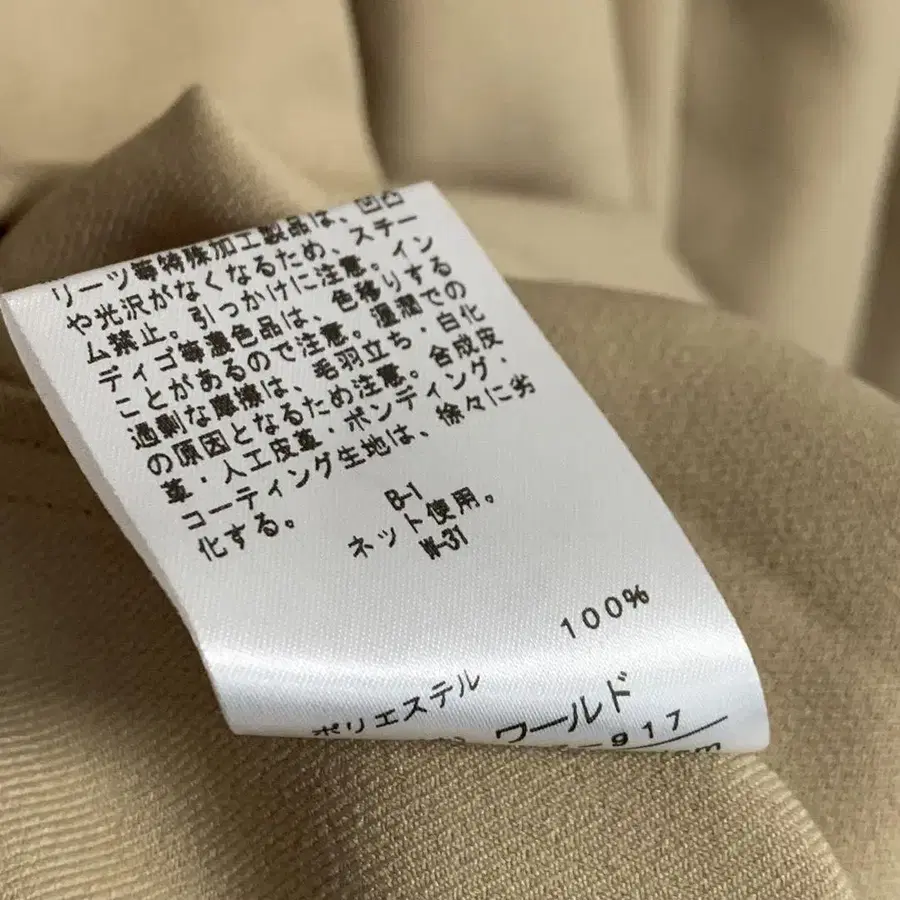 リーツ等特殊加工製品は、凹凸
や光沢がなくなるため、スチー
ム禁止。引っかけに注意。イン
ディゴ等濃色品は、色移りする
ことがあるので注意。湿潤での
過剰な摩擦は、毛羽立ち・白化
の原因となるため注意。合成皮
革・人工皮革・ボンディング・
コーティング生地は、徐々に劣
化する。
B-1
ネット使用。
W-31
100%
ポリエステル
ワールド
917